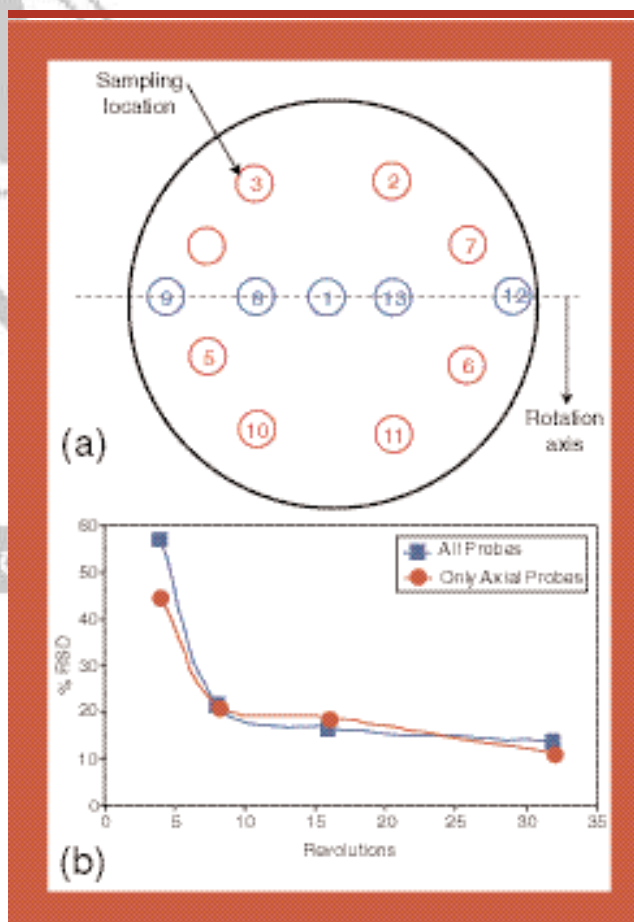 Sampling
location
3
2
7
9
8
1
13
12
5
6
10
11
Rotation
axis
(a)
60
50
40
30
20
10
0
% RSD
All Probes
Only Axial Probes
0
5
10
15
20
25
30
35
Revolutions
(b)